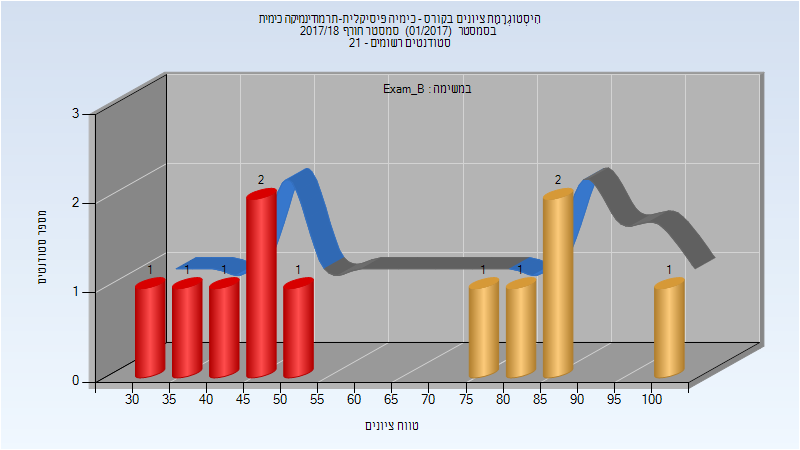 היסטוגרמת ציונים בקורס - כימיה פיסיקלית-תרמודינמיקה כימית
בסמסטר (01/2017) סמסטר חורף 2017/18
סטודנטים רשומים - 21
במשימה : Exam_B
3
2
1
0
מספר סטודנטים
1
1
1
2
1
1
1
2
1
30 35 40 45 50 55 60 65 70 75 80 85 90 95 100
טווח ציונים